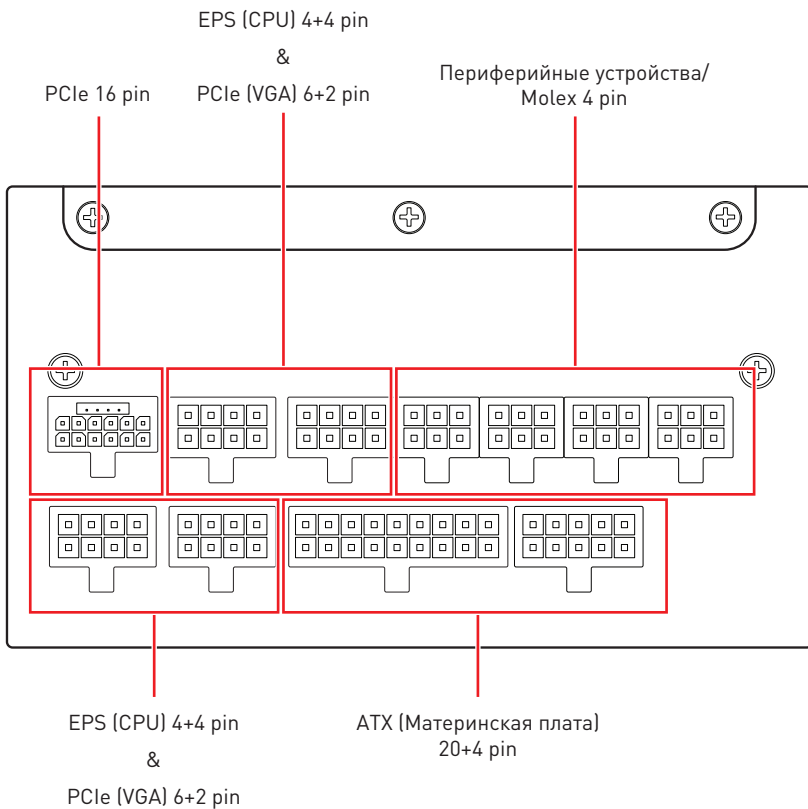 EPS (CPU) 4+4 pin
&
PCIe (VGA) 6+2 pin
PCIe 16 pin
Периферийные устройства/
Molex 4 pin
EPS (CPU) 4+4 pin
&
PCIe (VGA) 6+2 pin
ATX (Материнская плата)
20+4 pin